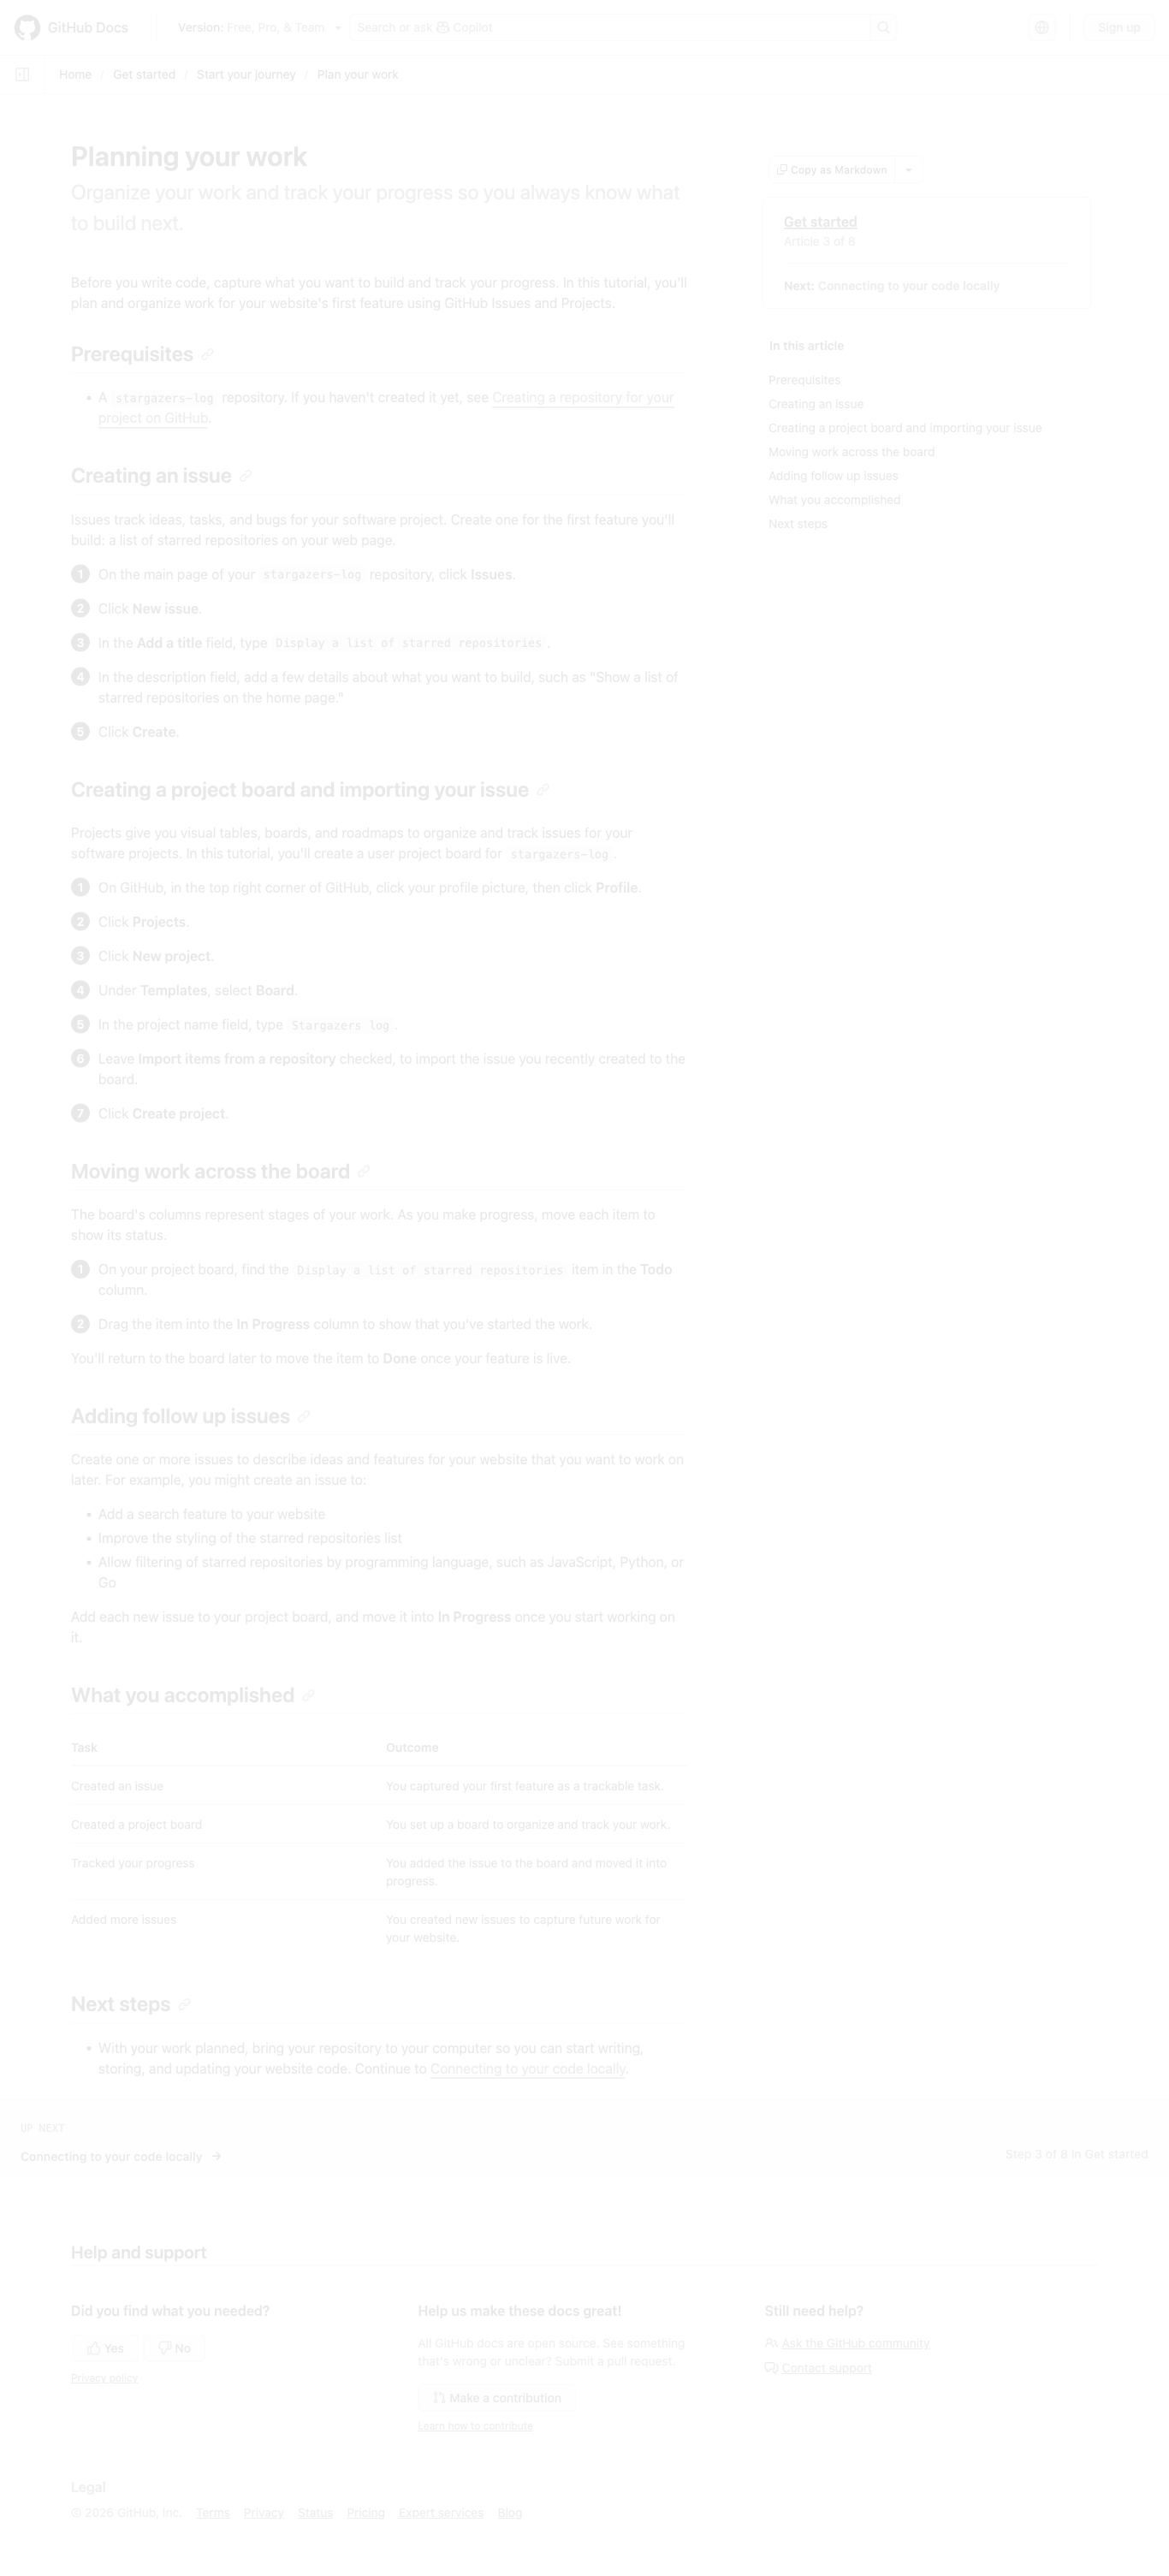 GitHub Docs
Version: Free, Pro, & Team
Search or ask Copilot
Sign up
Home / Get started / Start your journey / Plan your work
Planning your work
Organize your work and track your progress so you always know what
to build next.
Before you write code, capture what you want to build and track your progress. In this tutorial, you'll
plan and organize work for your website's first feature using GitHub Issues and Projects.
Prerequisites
• A stargazers-log repository. If you haven't created it yet, see Creating a repository for your
project on GitHub.
Creating an issue
Issues track ideas, tasks, and bugs for your software project. Create one for the first feature you'll
build: a list of starred repositories on your web page.
1 On the main page of your stargazers-log repository, click Issues.
2 Click New issue.
3 In the Add a title field, type Display a list of starred repositories.
4 In the description field, add a few details about what you want to build, such as "Show a list of
starred repositories on the home page."
5 Click Create.
Creating a project board and importing your issue
Projects give you visual tables, boards, and roadmaps to organize and track issues for your
software projects. In this tutorial, you'll create a user project board for stargazers-log.
1 On GitHub, in the top right corner of GitHub, click your profile picture, then click Profile.
2 Click Projects.
3 Click New project.
4 Under Templates, select Board.
5 In the project name field, type Stargazers log.
6 Leave Import items from a repository checked, to import the issue you recently created to the
board.
7 Click Create project.
Moving work across the board
The board's columns represent stages of your work. As you make progress, move each item to
show its status.
1 On your project board, find the Display a list of starred repositories item in the Todo
column.
2 Drag the item into the In Progress column to show that you've started the work.
You'll return to the board later to move the item to Done once your feature is live.
Adding follow up issues
Create one or more issues to describe ideas and features for your website that you want to work on
later. For example, you might create an issue to:
• Add a search feature to your website
• Improve the styling of the starred repositories list
• Allow filtering of starred repositories by programming language, such as JavaScript, Python, or
Go
Add each new issue to your project board, and move it into In Progress once you start working on
it.
What you accomplished
Task Outcome
Created an issue You captured your first feature as a trackable task.
Created a project board You set up a board to organize and track your work.
Tracked your progress You added the issue to the board and moved it into
progress.
Added more issues You created new issues to capture future work for
your website.
Next steps
• With your work planned, bring your repository to your computer so you can start writing,
storing, and updating your website code. Continue to Connecting to your code locally.
Copy as Markdown
Get started
Article 3 of 8
Next: Connecting to your code locally
In this article
Prerequisites
Creating an issue
Creating a project board and importing your issue
Moving work across the board
Adding follow up issues
What you accomplished
Next steps
UP NEXT
Connecting to your code locally →
Step 3 of 8 in Get started
Help and support
Did you find what you needed?
Yes No
Privacy policy
Help us make these docs great!
All GitHub docs are open source. See something
that's wrong or unclear? Submit a pull request.
Make a contribution
Learn how to contribute
Still need help?
Ask the GitHub community
Contact support
Legal
© 2026 GitHub, Inc. Terms Privacy Status Pricing Expert services Blog